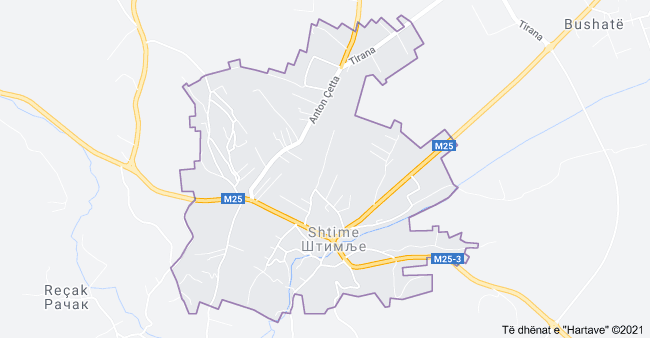 Bushatë
Tirana
Tirana
Anton Çetta
M25
M25
Shtime
Штимље
M25-3
Reçak
Рачак
Të dhënat e "Hartave" ©2021